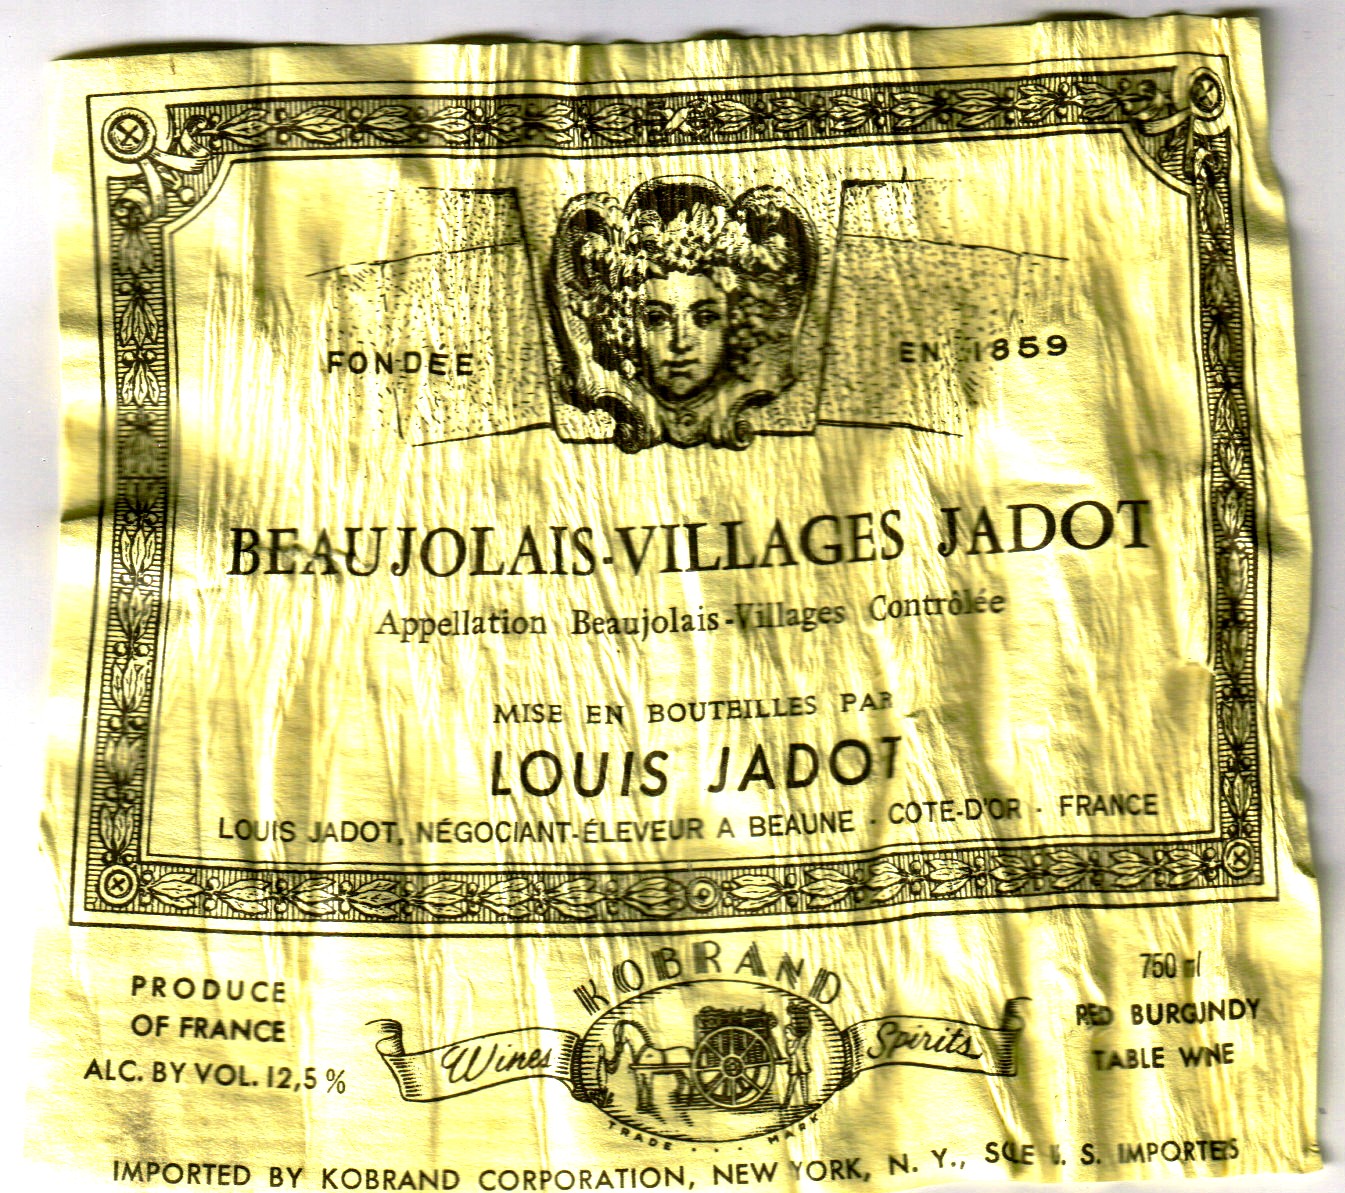 FONDÉE EN 1859
BEAUJOLAIS-VILLAGES JADOT
Appellation Beaujolais-Villages Contrôlée
MISE EN BOUTEILLES PAR
LOUIS JADOT
LOUIS JADOT, NÉGOCIANT-ÉLEVEUR A BEAUNE - COTE-D'OR - FRANCE
KOBRAND
Wines Spirits
TRADE MARK
PRODUCE
OF FRANCE
ALC. BY VOL. 12,5 %
750 ml
RED BURGUNDY
TABLE WINE
IMPORTED BY KOBRAND CORPORATION, NEW YORK, N. Y., SOLE U. S. IMPORTERS